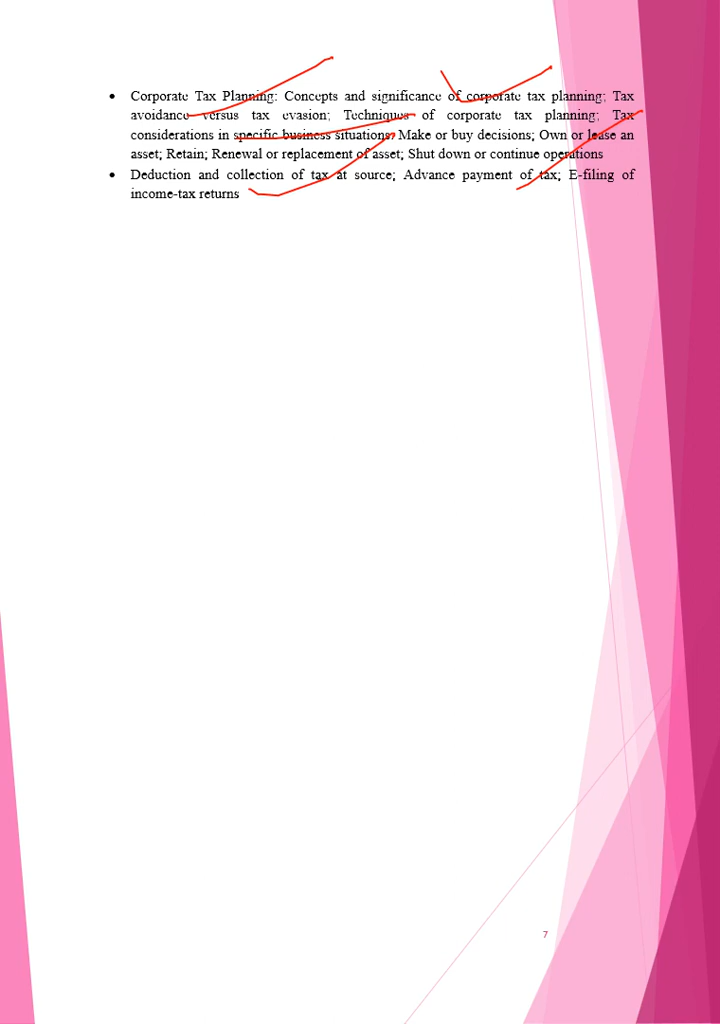 • Corporate Tax Planning: Concepts and significance of corporate tax planning; Tax
avoidance versus tax evasion; Techniques of corporate tax planning; Tax
considerations in specific business situations: Make or buy decisions; Own or lease an
asset; Retain; Renewal or replacement of asset; Shut down or continue operations
• Deduction and collection of tax at source; Advance payment of tax; E-filing of
income-tax returns
7